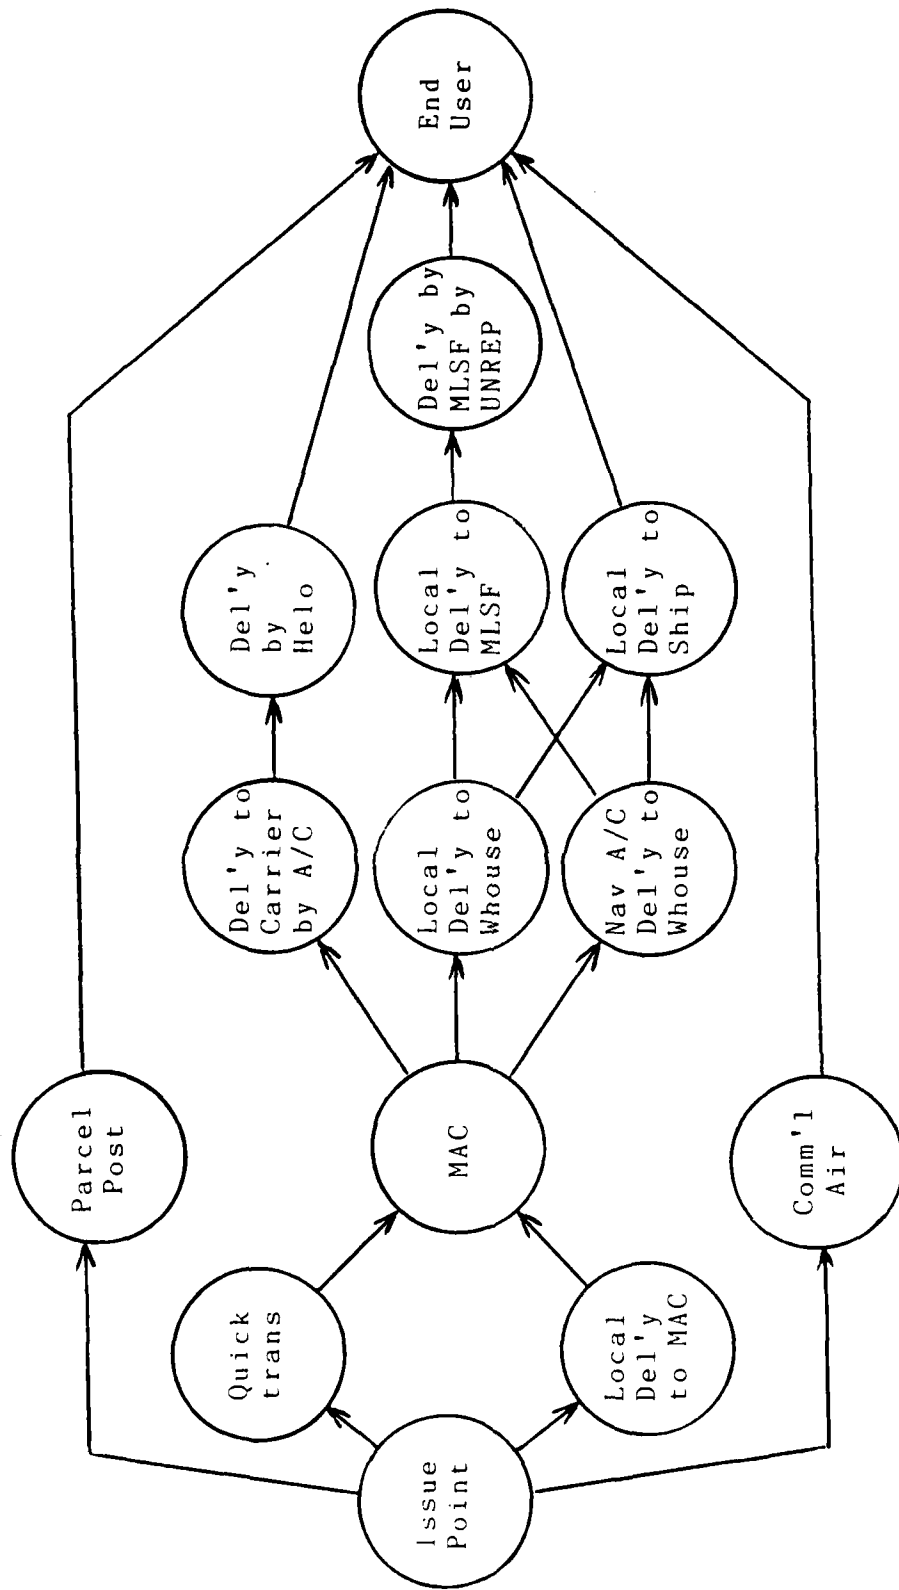 Issue
Point
Quick
trans
Local
Del'y
to MAC
Parcel
Post
MAC
Comm'l
Air
Del'y to
Carrier
by A/C
Local
Del'y to
Whouse
Nav A/C
Del'y to
Whouse
Del'y
by
Helo
Local
Del'y to
MLSF
Local
Del'y to
Ship
Del'y by
MLSF by
UNREP
End
User